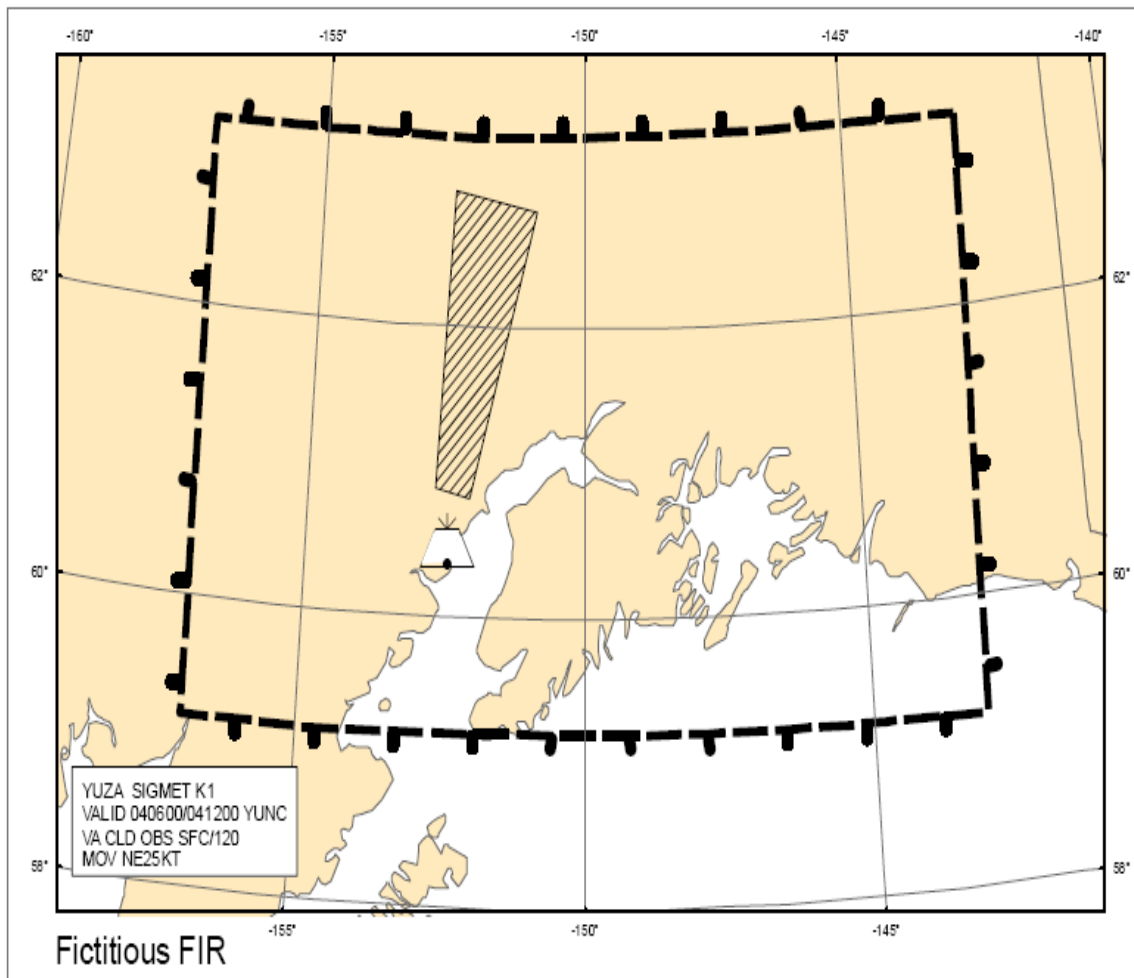 -160° -155° -150° -145° -140°
62° 62°
60° 60°
YUZA SIGMET K1
VALID 040600/041200 YUNC
VA CLD OBS SFC/120
MOV NE25KT
58° 58°
-155° -150° -145°
Fictitious FIR